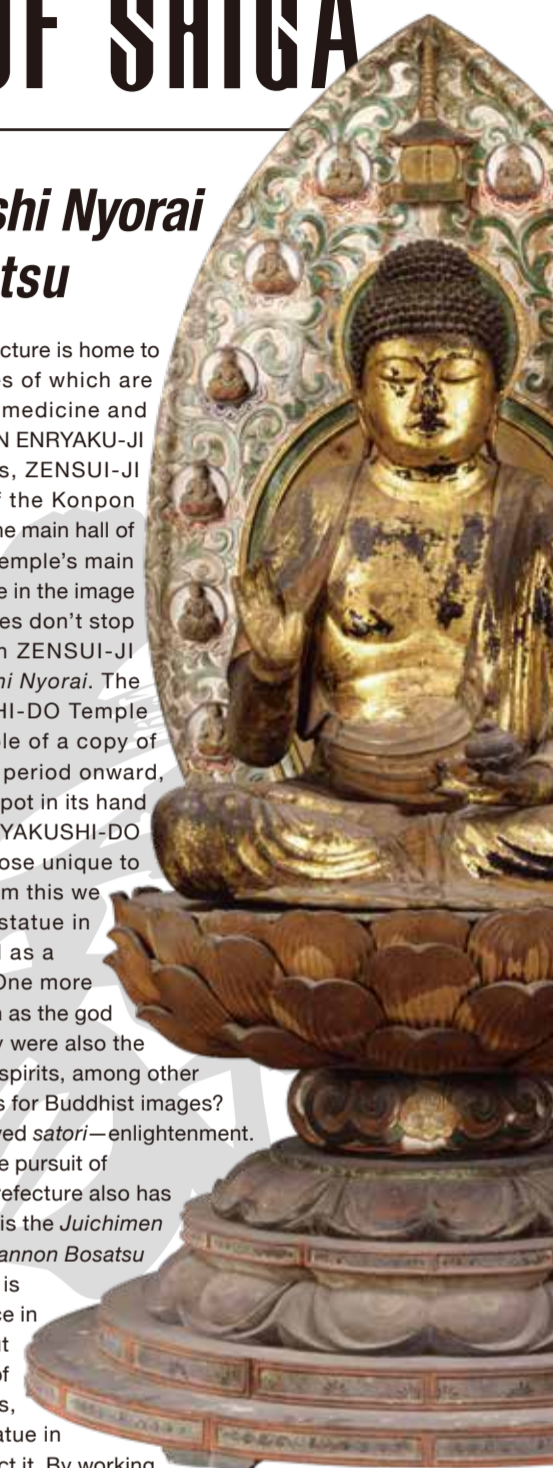 OF SHIGA
shi Nyorai
tsu
cture is home to
s of which are
medicine and
N ENRYAKU-JI
s, ZENSUI-JI
f the Konpon
he main hall of
emple's main
e in the image
es don't stop
n ZENSUI-JI
hi Nyorai. The
HI-DO Temple
le of a copy of
period onward,
pot in its hand
YAKUSHI-DO
ose unique to
m this we
statue in
l as a
One more
n as the god
y were also the
spirits, among other
s for Buddhist images?
ved satori—enlightenment.
e pursuit of
refecture also has
is the Juichimen
annon Bosatsu
is
ce in
ut
of
s,
atue in
ct it. By working